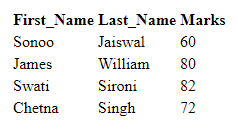 First_Name Last_Name Marks
Sonoo Jaiswal 60
James William 80
Swati Sironi 82
Chetna Singh 72